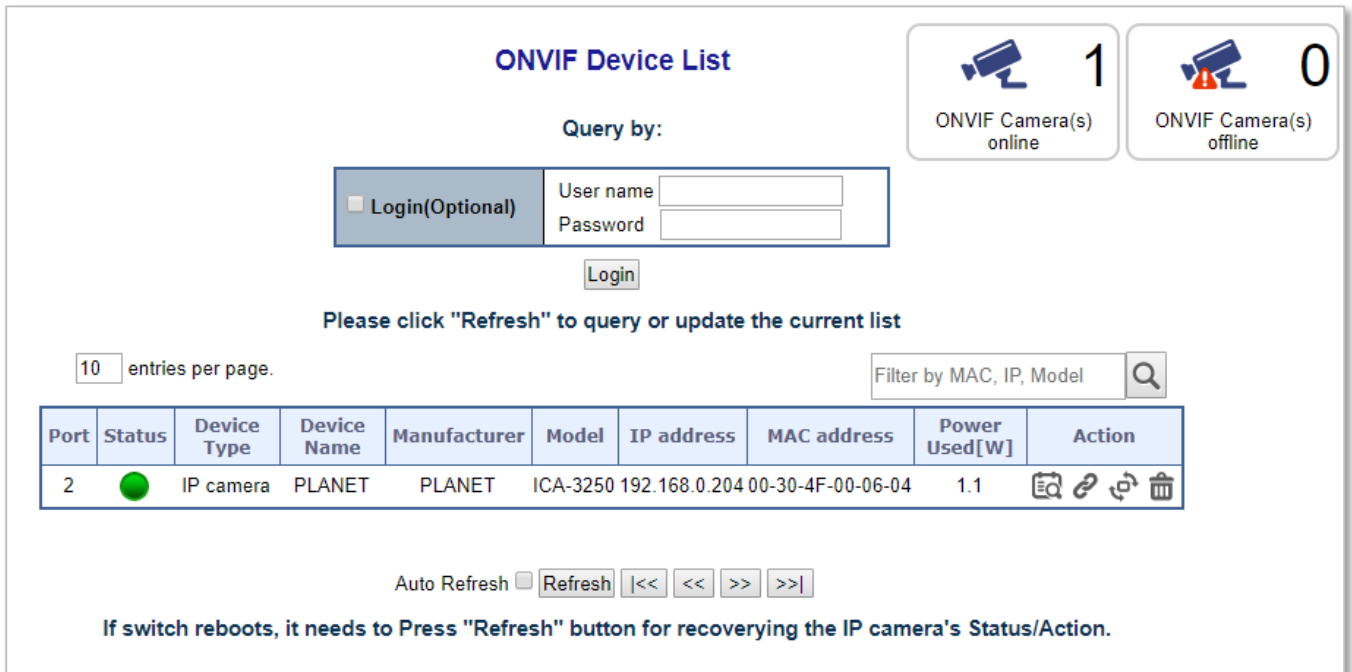 ONVIF Device List
1
ONVIF Camera(s)
online
0
ONVIF Camera(s)
offline
Query by:
Login(Optional)
User name
Password
Login
Please click "Refresh" to query or update the current list
10 entries per page.
Filter by MAC, IP, Model
Port Status Device Type Device Name Manufacturer Model IP address MAC address Power Used[W] Action
2 IP camera PLANET PLANET ICA-3250 192.168.0.204 00-30-4F-00-06-04 1.1
Auto Refresh Refresh |<< << >> >>|
If switch reboots, it needs to Press "Refresh" button for recoverying the IP camera's Status/Action.